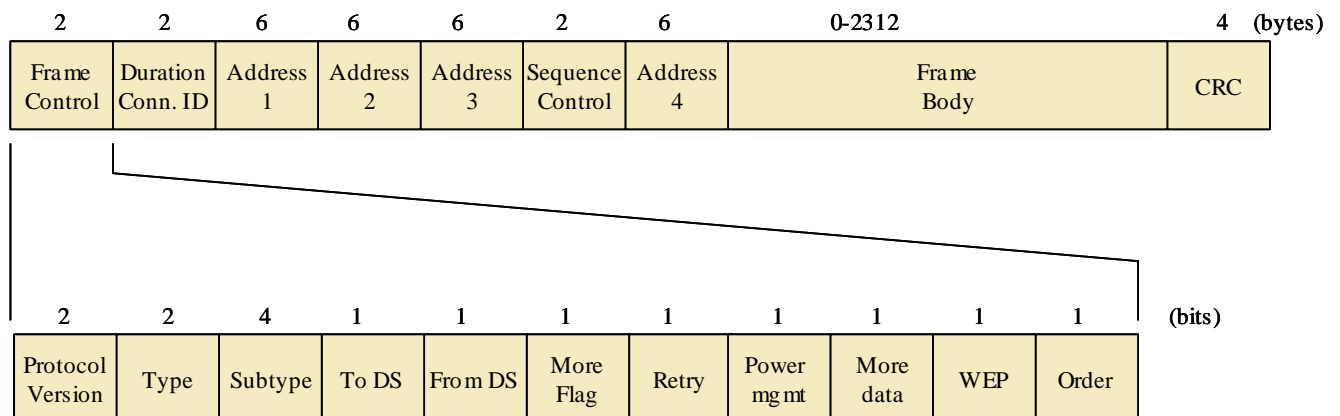 2 2 6 6 6 2 6 0-2312 4 (bytes)
Frame Control
Duration Conn. ID
Address 1
Address 2
Address 3
Sequence Control
Address 4
Frame Body
CRC
2 2 4 1 1 1 1 1 1 1 1 (bits)
Protocol Version
Type
Subtype
To DS
From DS
More Flag
Retry
Power mgmt
More data
WEP
Order